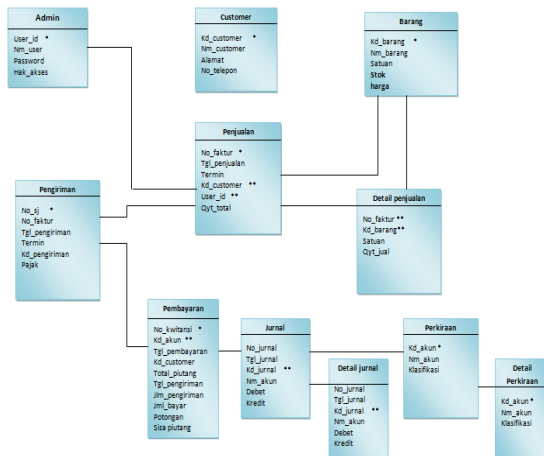 Admin
User_id *
Nm_user
Password
Hak_akses
Customer
Kd_customer *
Nm_customer
Alamat
No_telepon
Barang
Kd_barang *
Nm_barang
Satuan
Stok
harga
Penjualan
No_faktur *
Tgl_penjualan
Termin
Kd_customer **
User_id **
Qyt_total
Pengiriman
No_sj *
No_faktur
Tgl_pengiriman
Termin
Kd_pengiriman
Pajak
Detail penjualan
No_faktur **
Kd_barang**
Satuan
Qyt_jual
Pembayaran
No_kwitansi *
Kd_akun **
Tgl_pembayaran
Kd_customer
Total_piutang
Tgl_pengiriman
Jlm_pengiriman
Jml_bayar
Potongan
Sisa piutang
Jurnal
No_jurnal
Tgl_jurnal
Kd_jurnal **
Nm_akun
Debet
Kredit
Detail jurnal
No_jurnal
Tgl_jurnal
Kd_jurnal **
Nm_akun
Debet
Kredit
Perkiraan
Kd_akun *
Nm_akun
Klasifikasi
Detail
Perkiraan
Kd_akun *
Nm_akun
Klasifikasi